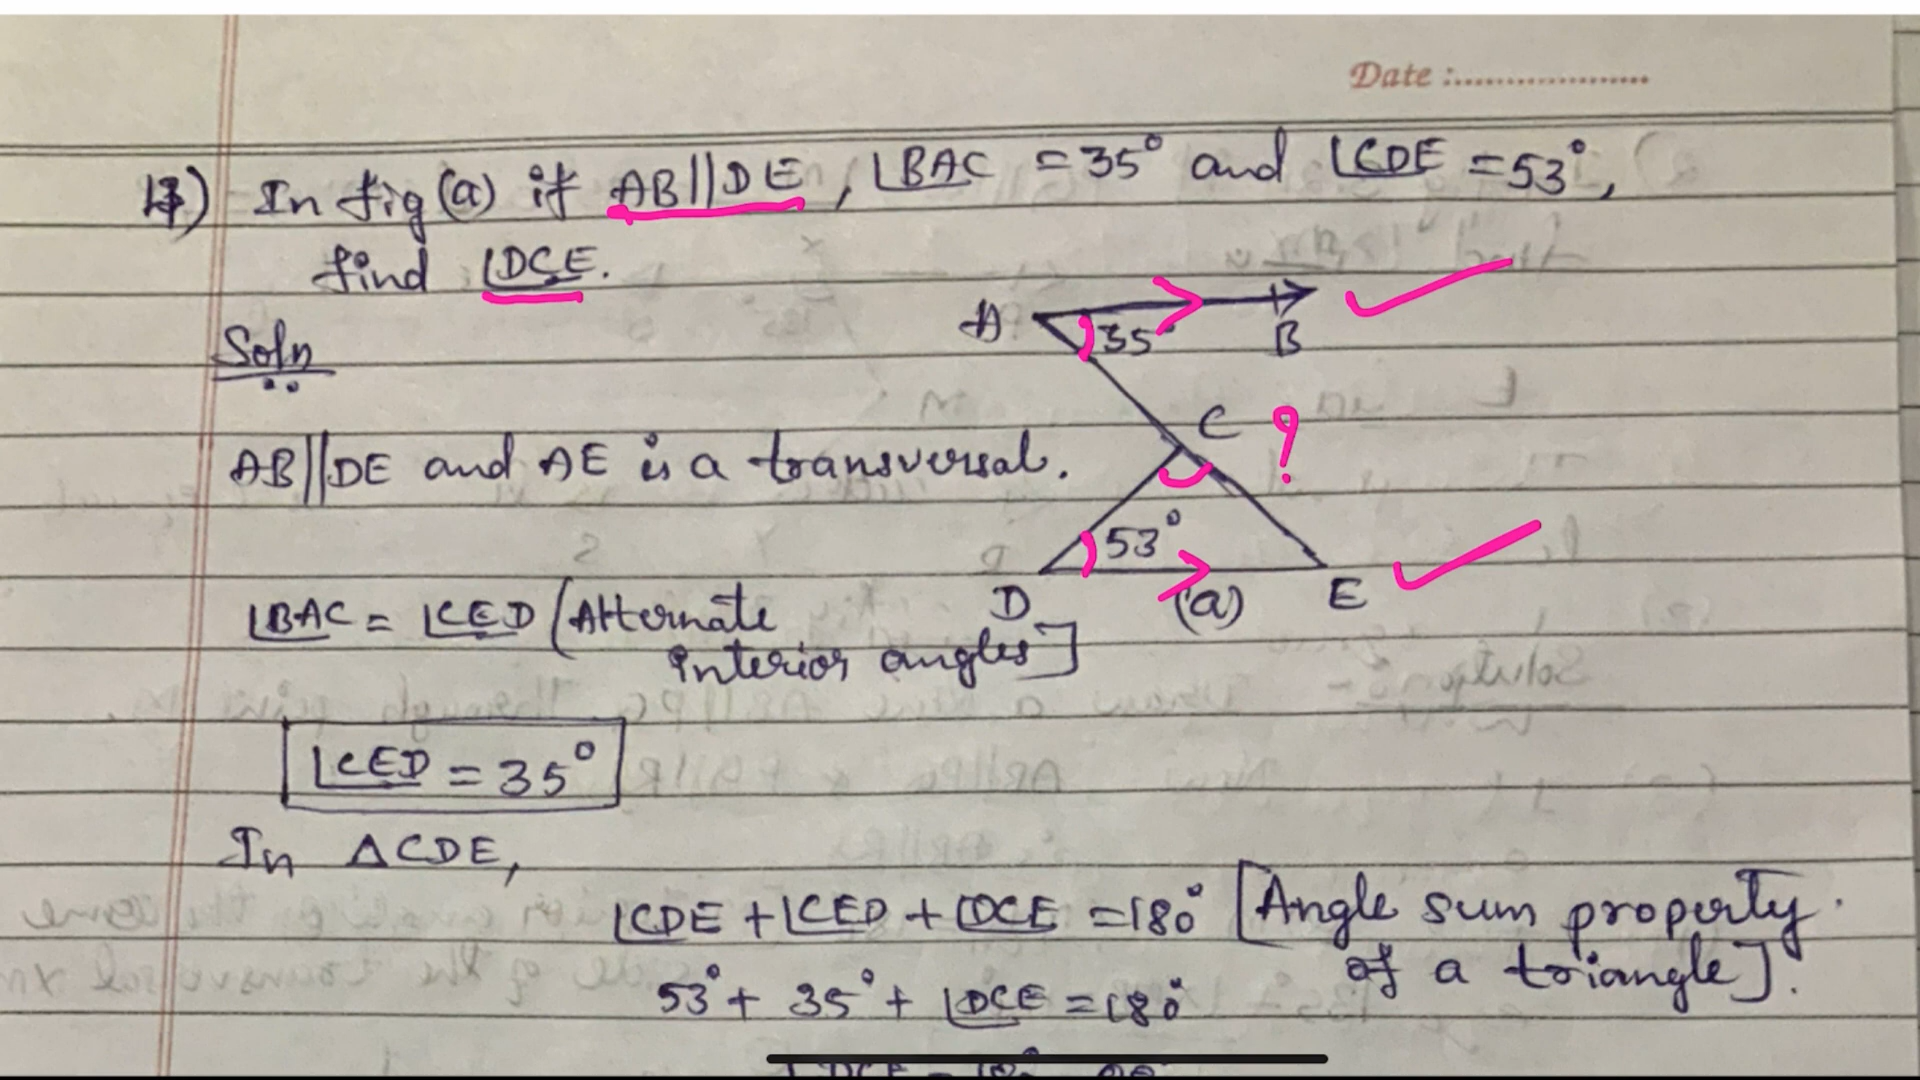 Date :....................
17) In fig (a) if AB||DE, ∠BAC = 35° and ∠CDE = 53°,
find ∠DCE.
Soln
A
35°
B
C ?
AB||DE and AE is a transversal.
53°
D
(a)
E
∠BAC = ∠CED [Alternate
interior angles]
∠CED = 35°
In △CDE,
∠CDE + ∠CED + ∠DCE = 180° [Angle sum property
of a triangle].
53° + 35° + ∠DCE = 180°